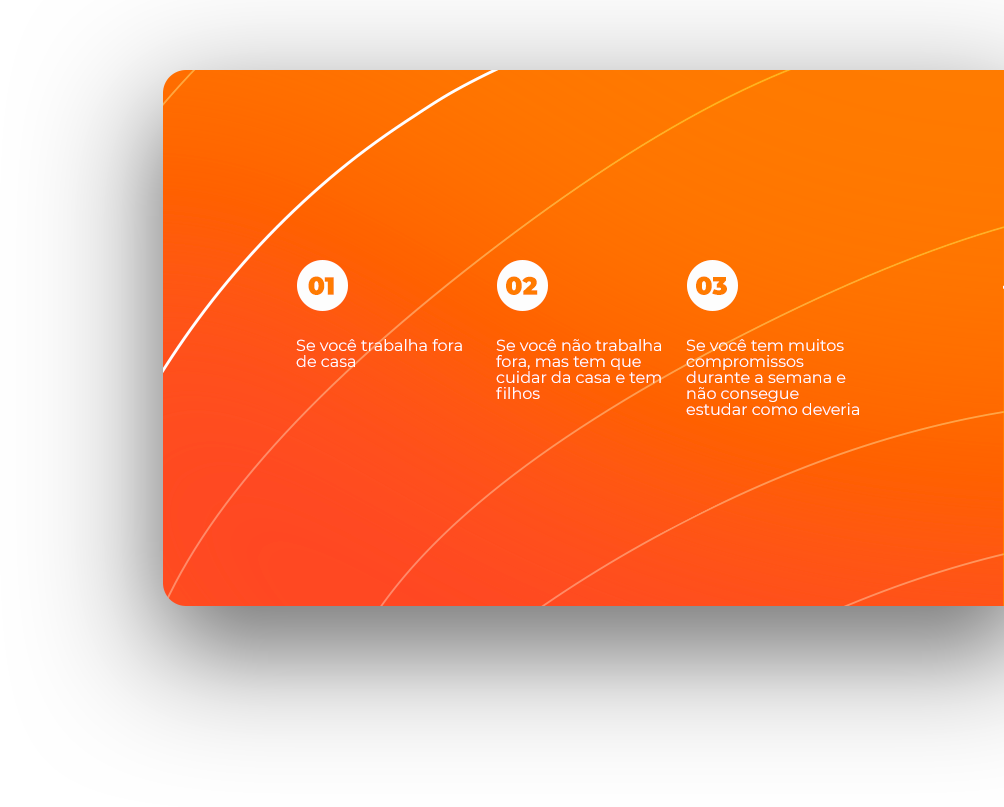 01
Se você trabalha fora
de casa
02
Se você não trabalha
fora, mas tem que
cuidar da casa e tem
filhos
03
Se você tem muitos
compromissos
durante a semana e
não consegue
estudar como deveria